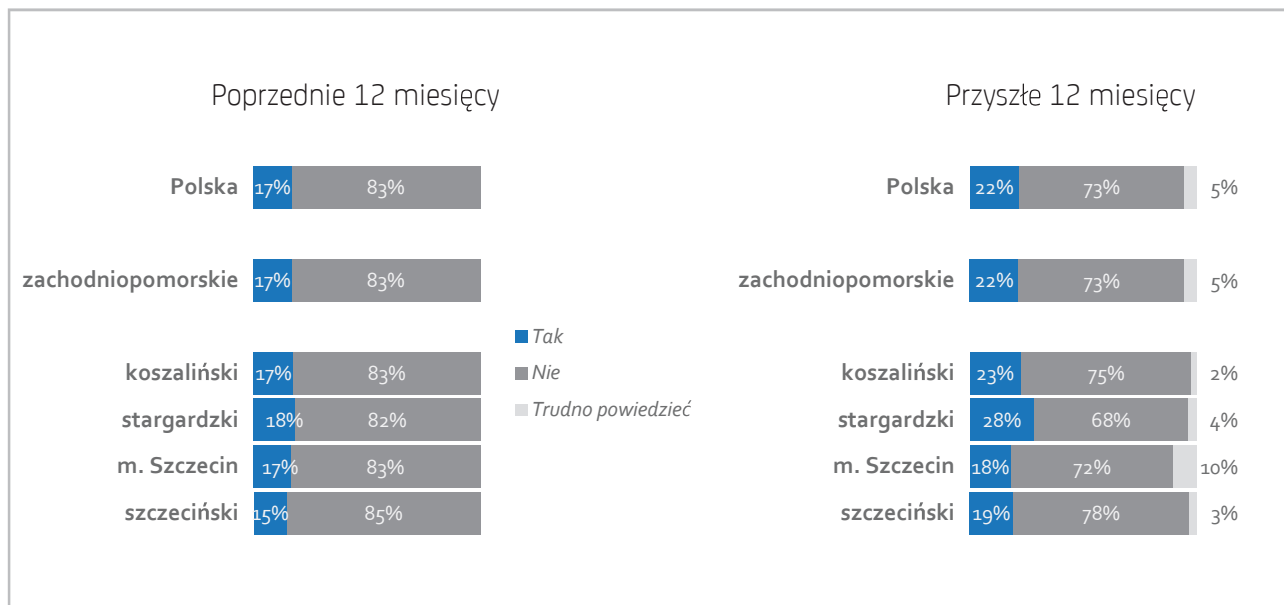 Poprzednie 12 miesięcy
Polska 17% 83%
zachodniopomorskie 17% 83%
koszaliński 17% 83%
stargardzki 18% 82%
m. Szczecin 17% 83%
szczeciński 15% 85%
Tak
Nie
Trudno powiedzieć
Przyszłe 12 miesięcy
Polska 22% 73% 5%
zachodniopomorskie 22% 73% 5%
koszaliński 23% 75% 2%
stargardzki 28% 68% 4%
m. Szczecin 18% 72% 10%
szczeciński 19% 78% 3%